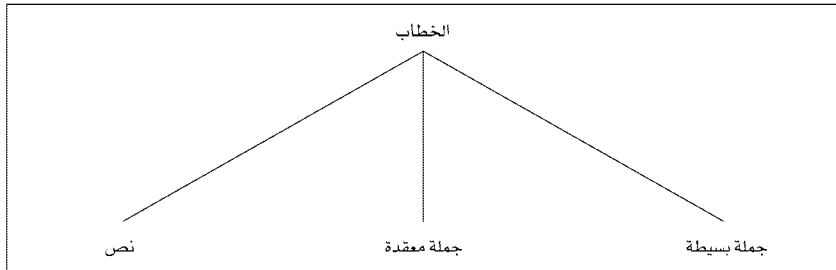 الخطاب
جملة بسيطة
جملة معقدة
نص